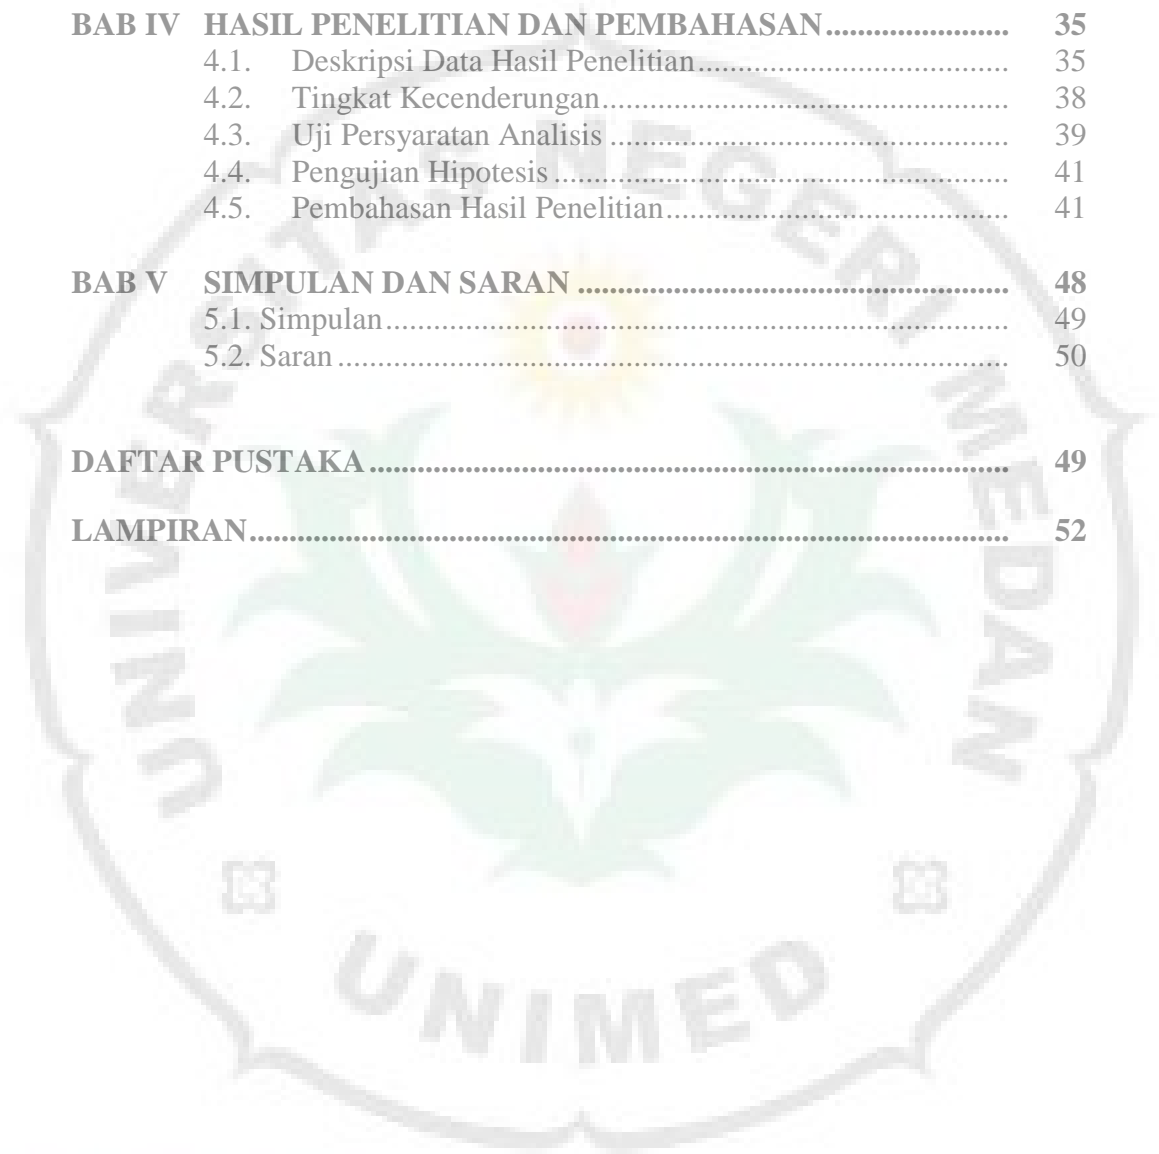 BAB IV HASIL PENELITIAN DAN PEMBAHASAN....................... 35
4.1. Deskripsi Data Hasil Penelitian....................................... 35
4.2. Tingkat Kecenderungan................................................... 38
4.3. Uji Persyaratan Analisis .................................................. 39
4.4. Pengujian Hipotesis ......................................................... 41
4.5. Pembahasan Hasil Penelitian........................................... 41
BAB V SIMPULAN DAN SARAN ...................................................... 48
5.1. Simpulan.............................................................................. 49
5.2. Saran .................................................................................... 50
DAFTAR PUSTAKA................................................................................ 49
LAMPIRAN............................................................................................... 52
UNIVERSITAS NEGERI MEDAN
UNIMED